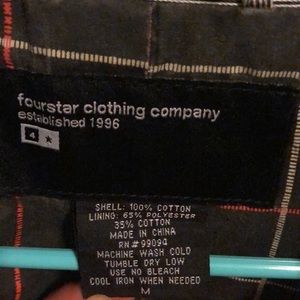 fourstar clothing company
established 1996
4 ★
SHELL: 100% COTTON
LINING: 65% POLYESTER
35% COTTON
MADE IN CHINA
RN# 99094
MACHINE WASH COLD
TUMBLE DRY LOW
USE NO BLEACH
COOL IRON WHEN NEEDED
M